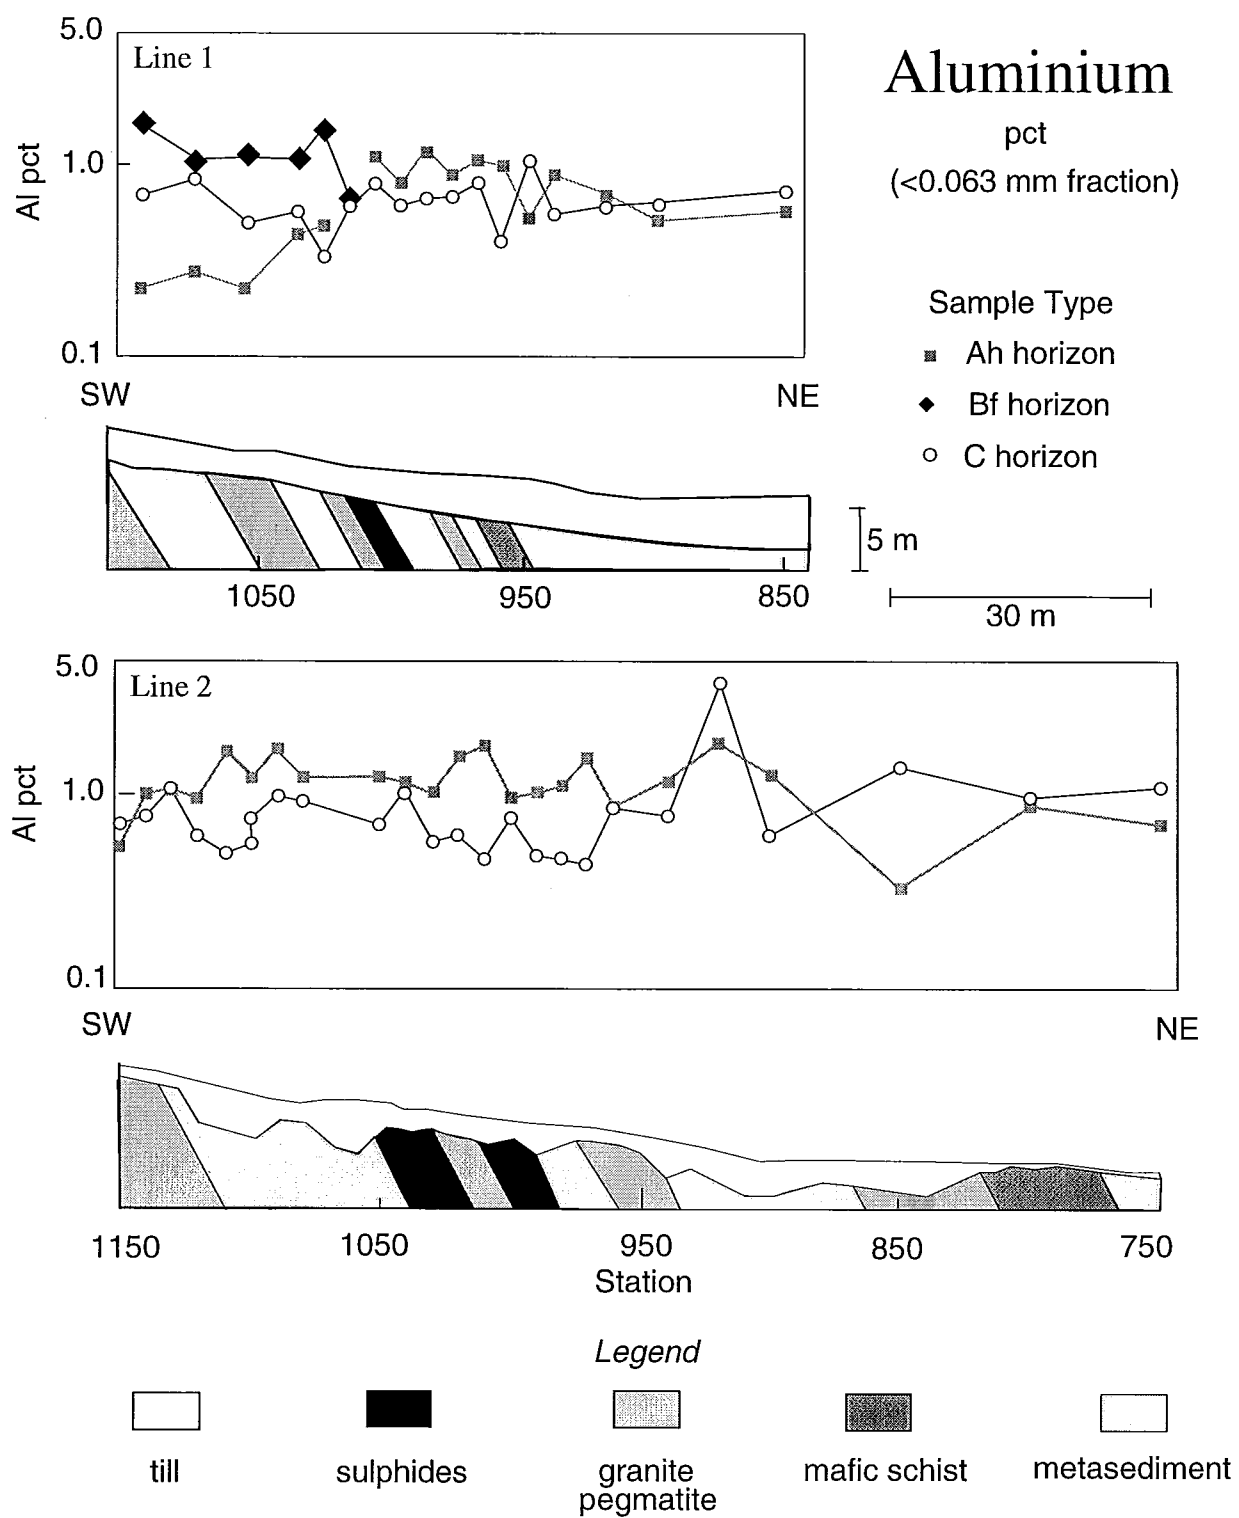 5.0
Line 1
Al pct
1.0
0.1
SW
NE
Aluminium
pct
(<0.063 mm fraction)
Sample Type
Ah horizon
Bf horizon
C horizon
5 m
1050
950
850
30 m
5.0
Line 2
Al pct
1.0
0.1
SW
NE
1150
1050
950
850
750
Station
Legend
till
sulphides
granite
pegmatite
mafic schist
metasediment